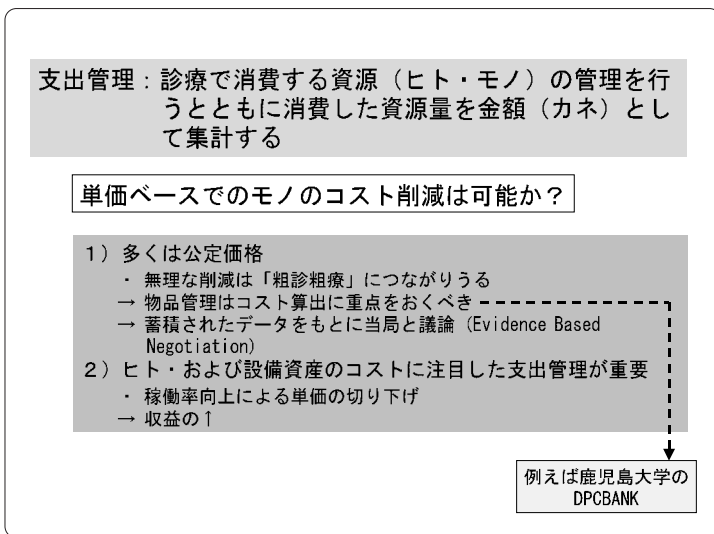 支出管理：診療で消費する資源（ヒト・モノ）の管理を行
うとともに消費した資源量を金額（カネ）とし
て集計する
単価ベースでのモノのコスト削減は可能か？
１）多くは公定価格
・ 無理な削減は「粗診粗療」につながりうる
→ 物品管理はコスト算出に重点をおくべき
→ 蓄積されたデータをもとに当局と議論（Evidence Based
Negotiation)
２）ヒト・および設備資産のコストに注目した支出管理が重要
・ 稼働率向上による単価の切り下げ
→ 収益の↑
例えば鹿児島大学の
DPCBANK